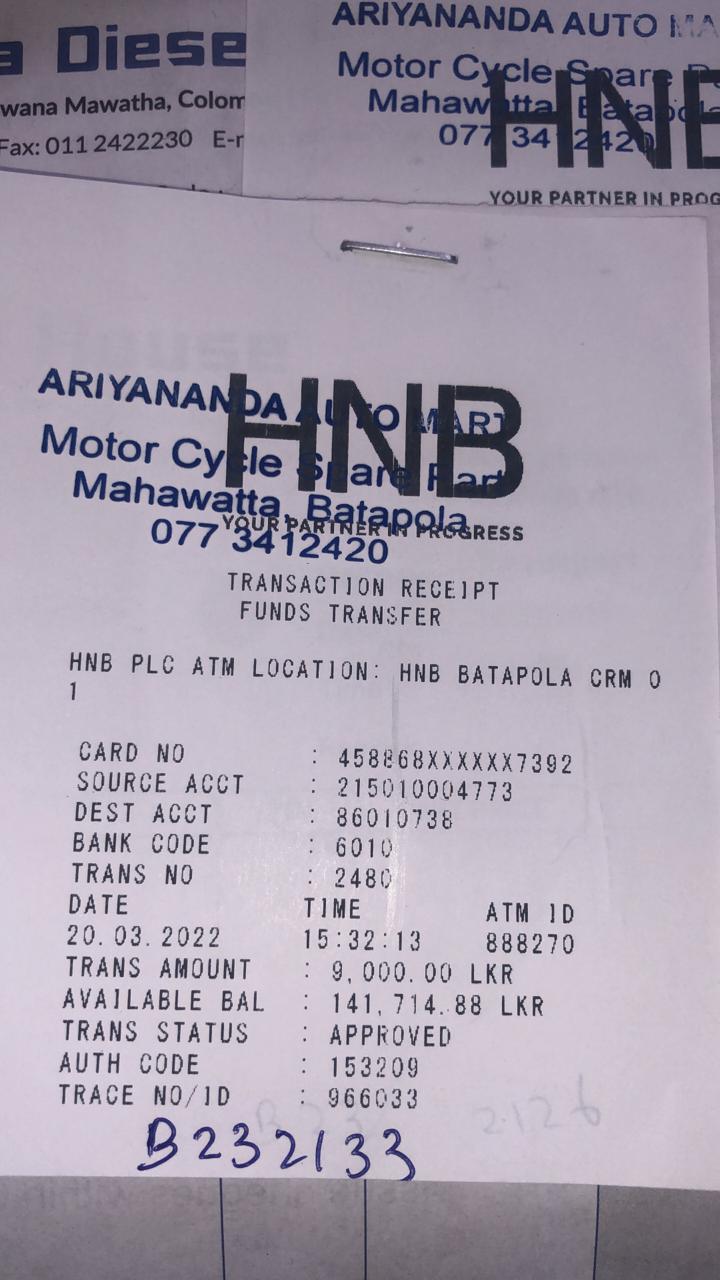 a Diese
wana Mawatha, Colom
Fax: 011 2422230 E-r
ARIYANANDA AUTO MA
Motor Cycle Spare P
Mahawatta, Batapola
077 3412420
HNB
YOUR PARTNER IN PROG
House
HNB
YOUR PARTNER IN PROGRESS
ARIYANANDA AUTO MART
Motor Cycle Spare Part
Mahawatta, Batapola
077 3412420
TRANSACTION RECEIPT
FUNDS TRANSFER
HNB PLC ATM LOCATION: HNB BATAPOLA CRM 0
1
CARD NO : 458868XXXXXX7392
SOURCE ACCT : 215010004773
DEST ACCT : 86010738
BANK CODE : 6010
TRANS NO : 2480
DATE TIME ATM ID
20.03.2022 15:32:13 888270
TRANS AMOUNT : 9,000.00 LKR
AVAILABLE BAL : 141,714.88 LKR
TRANS STATUS : APPROVED
AUTH CODE : 153209
TRACE NO/ID : 966033
B232133